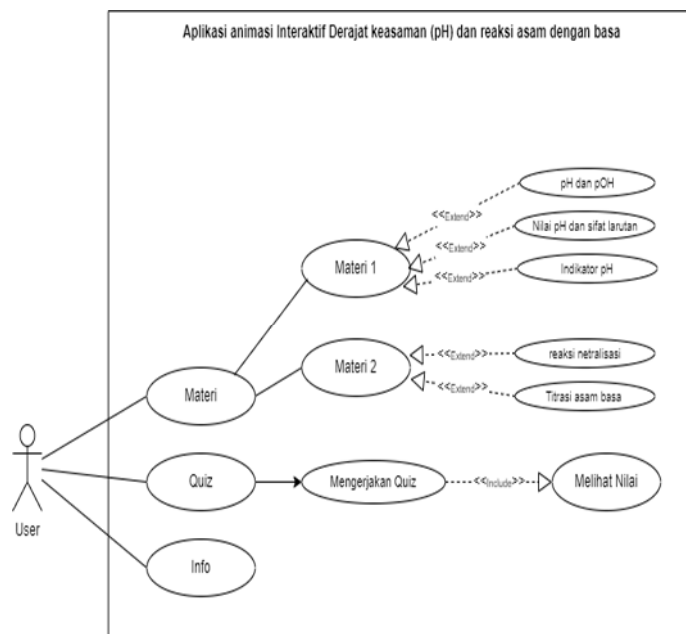 Aplikasi animasi Interaktif Derajat keasaman (pH) dan reaksi asam dengan basa
pH dan pOH
<<Extend>>
Nilai pH dan sifat larutan
<<Extend>>
Materi 1
Indikator pH
<<Extend>>
Materi 2
<<Extend>>
reaksi netralisasi
<<Extend>>
Titrasi asam basa
Materi
Quiz
Mengerjakan Quiz
<<Include>>
Melihat Nilai
User
Info